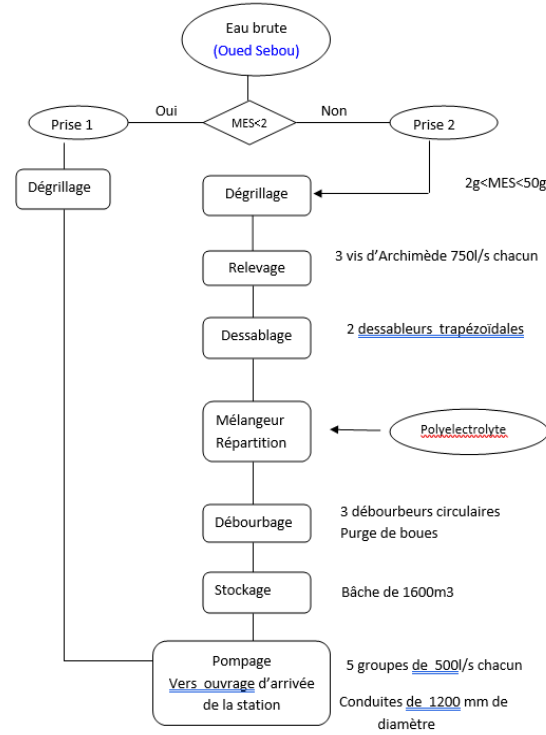 Eau brute
(Oued Sebou)
Oui
MES<2
Non
Prise 1
Prise 2
Dégrillage
Dégrillage
2g<MES<50g
Relevage
3 vis d’Archimède 750l/s chacun
Dessablage
2 dessableurs trapézoïdales
Mélangeur
Répartition
Polyelectrolyte
Débourbage
3 débourbeurs circulaires
Purge de boues
Stockage
Bâche de 1600m3
Pompage
Vers ouvrage d’arrivée
de la station
5 groupes de 500l/s chacun
Conduites de 1200 mm de
diamètre